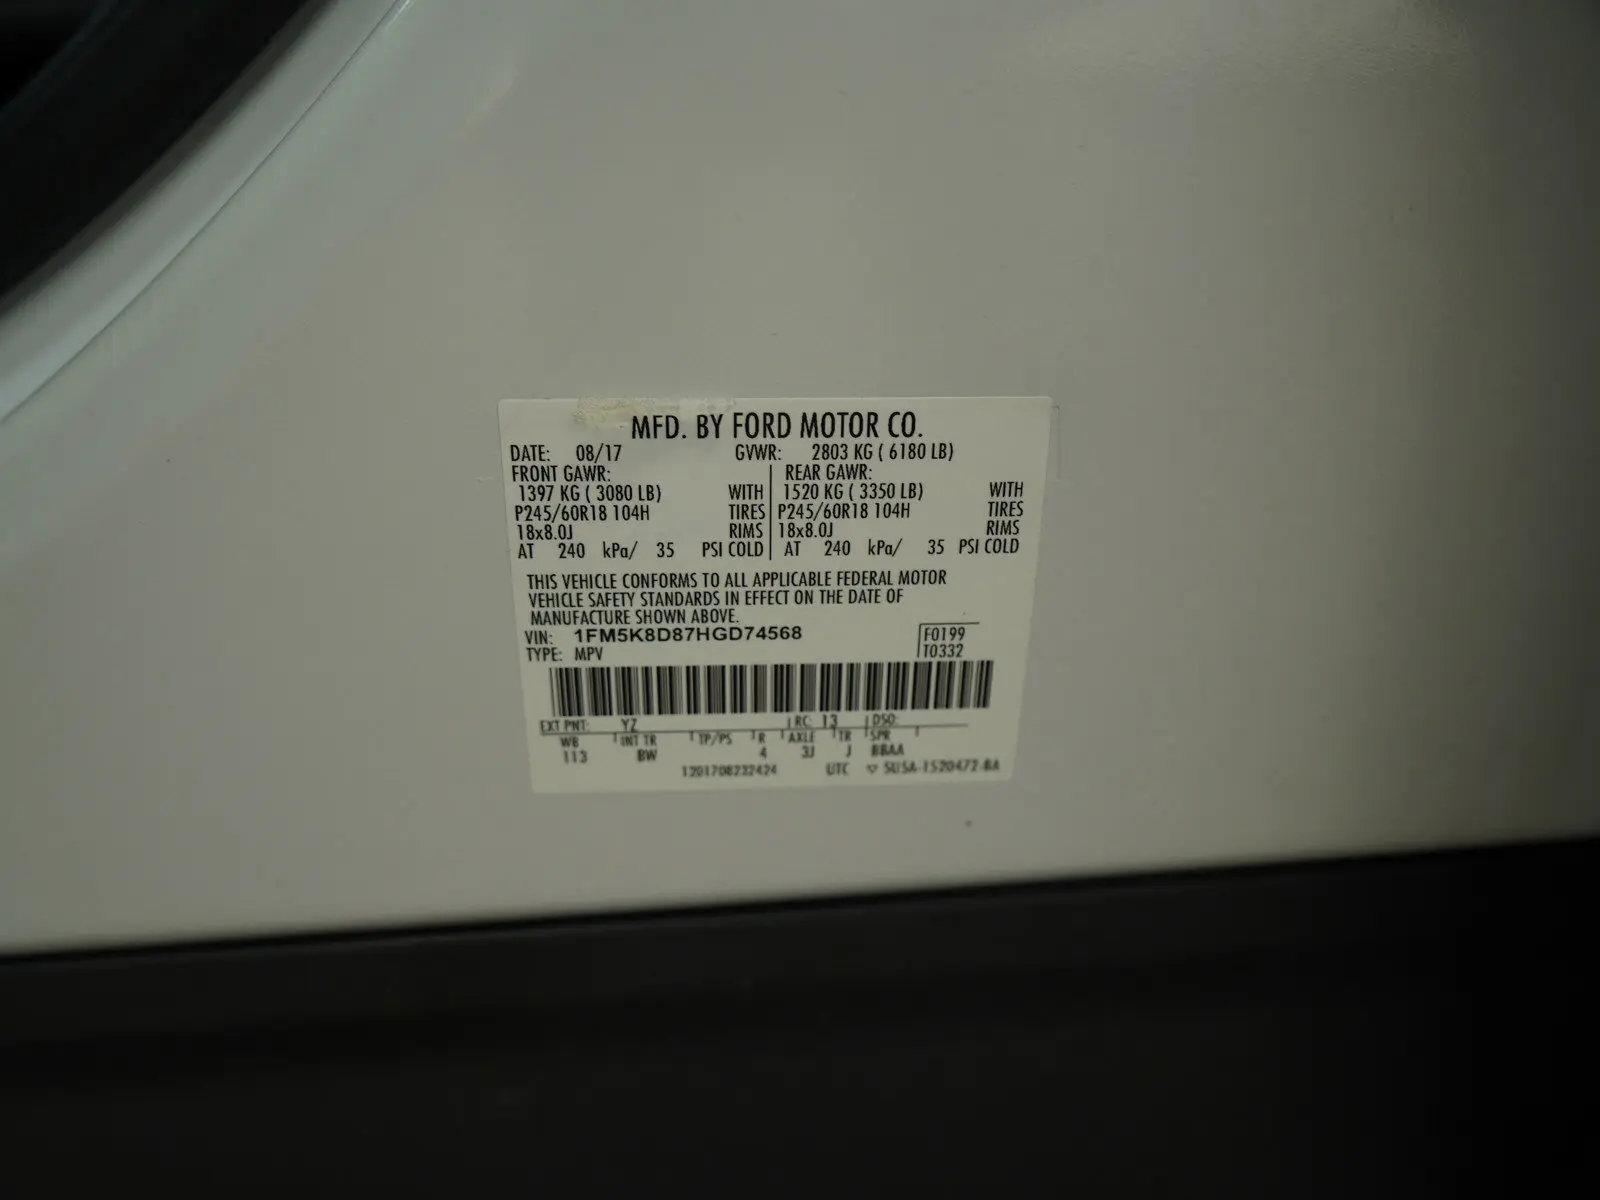 MFD. BY FORD MOTOR CO.
DATE: 08/17 GVWR: 2803 KG ( 6180 LB)
FRONT GAWR: REAR GAWR:
1397 KG ( 3080 LB) WITH 1520 KG ( 3350 LB) WITH
P245/60R18 104H TIRES P245/60R18 104H TIRES
18x8.0J RIMS 18x8.0J RIMS
AT 240 kPa/ 35 PSI COLD AT 240 kPa/ 35 PSI COLD
THIS VEHICLE CONFORMS TO ALL APPLICABLE FEDERAL MOTOR
VEHICLE SAFETY STANDARDS IN EFFECT ON THE DATE OF
MANUFACTURE SHOWN ABOVE.
VIN: 1FM5K8D87HGD74568 F0199
TYPE: MPV T0332
EXT PNT: YZ RC: 13 DSO:
WB INT TR TP/PS R AXLE TR SPR
113 BW 4 3J J BBAA
1201708232424 UTC 5U5A-1520472-BA